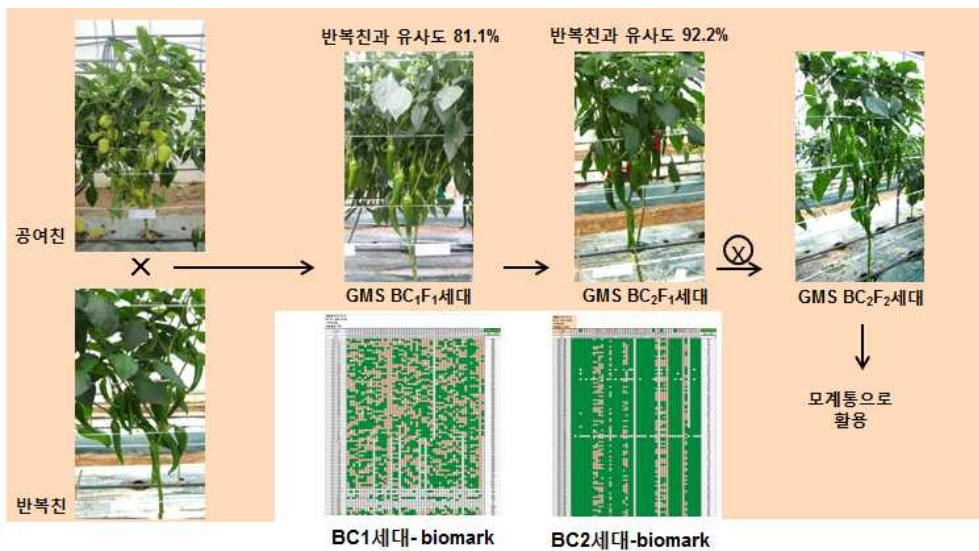 반복친과 유사도 81.1%
반복친과 유사도 92.2%
공여친
X
GMS BC₁F₁세대
GMS BC₂F₁세대
X
GMS BC₂F₂세대
모계통으로
활용
반복친
BC1세대- biomark
BC2세대-biomark